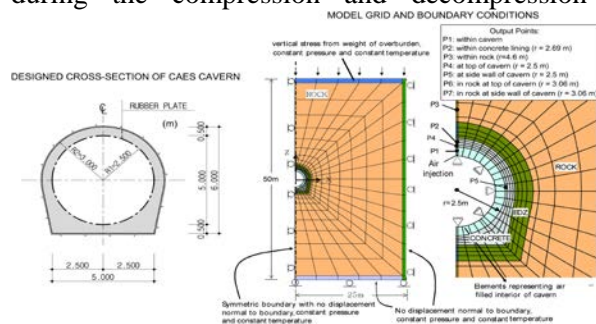 during the compression and decompression
MODEL GRID AND BOUNDARY CONDITIONS
Output Points:
P1: within cavern
P2: within concrete lining (r = 2.69 m)
P3: within rock (r=4.6 m)
P4: at top of cavern (r = 2.5 m)
P5: at side wall of cavern (r = 2.5 m)
P6: in rock at top of cavern (r = 3.06 m)
P7: in rock at side wall of cavern (r = 3.06 m)
vertical stress from weight of overburden,
constant pressure and constant temperature
DESIGNED CROSS-SECTION OF CAES CAVERN
RUBBER PLATE
(m)
R2=3.000
R1=2.500
0.500
5.000
6.000
0.500
2.500
2.500
5.000
ROCK
50m
25m
P3
P2
P4
P1
Air
injection
P5
r=2.5m
ROCK
EDZ
CONCRETE
Elements representing air
filled interior of cavern
Symmetric boundary with no displacement
normal to boundary, constant pressure
and constant temperature
No displacement normal to boundary,
constant pressure and constant temperature